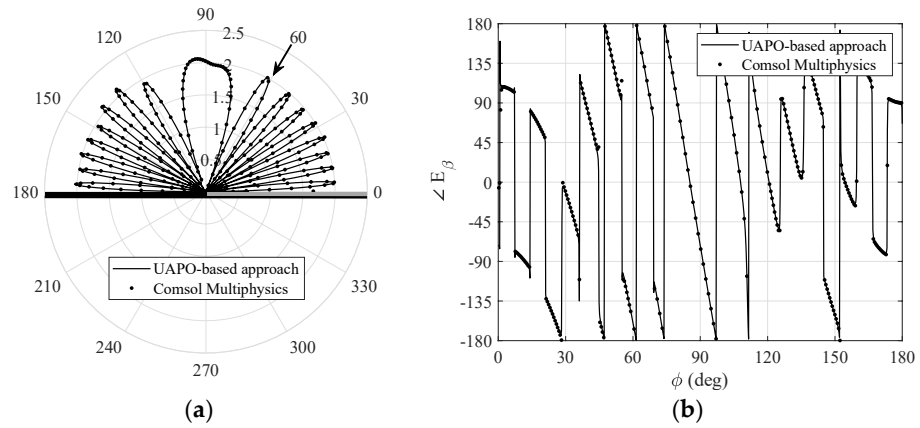 90
120
60
2.5
2
150
1.5
30
1
0.5
180
0
UAPO-based approach
Comsol Multiphysics
210
330
240
300
270
(a)
180
135
90
45
0
-45
-90
-135
-180
∠ E_β
UAPO-based approach
Comsol Multiphysics
0 30 60 90 120 150 180
ϕ (deg)
(b)